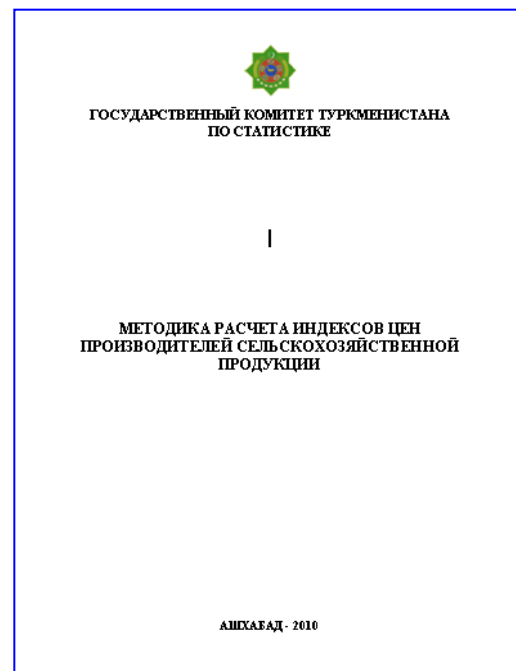 ГОСУДАРСТВЕННЫЙ КОМИТЕТ ТУРКМЕНИСТАНА
ПО СТАТИСТИКЕ
МЕТОДИКА РАСЧЕТА ИНДЕКСОВ ЦЕН
ПРОИЗВОДИТЕЛЕЙ СЕЛЬСКОХОЗЯЙСТВЕННОЙ
ПРОДУКЦИИ
АШХАБАД - 2010